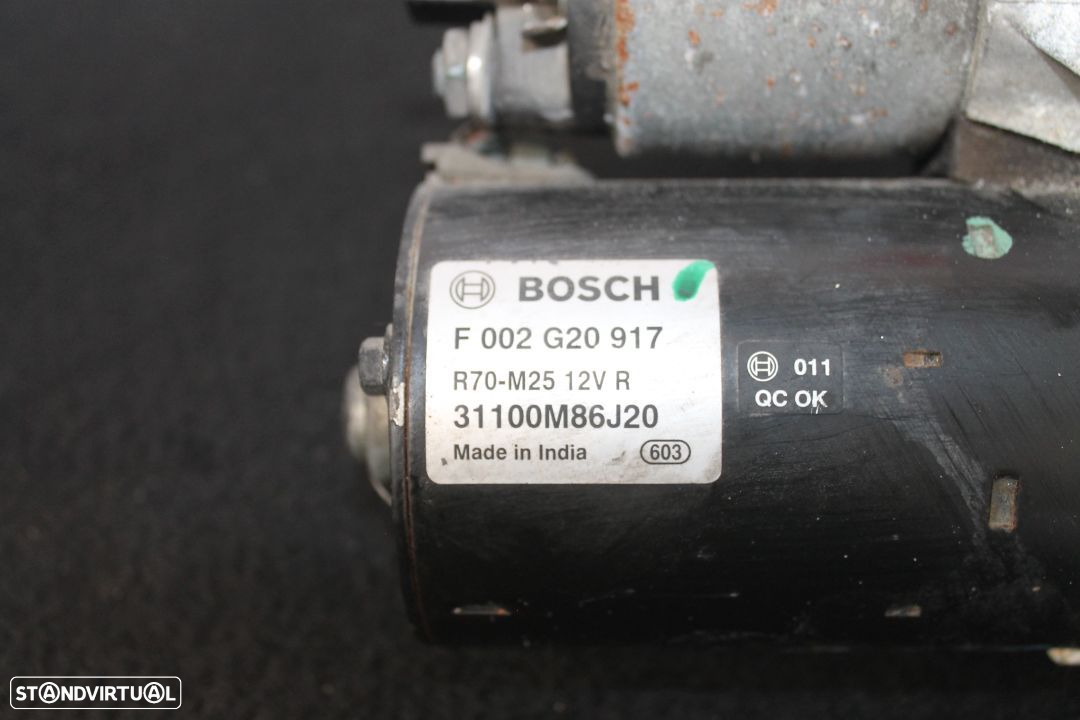 BOSCH
F 002 G20 917
R70-M25 12V R
31100M86J20
Made in India 603
011
QC OK
STANDVIRTUAL